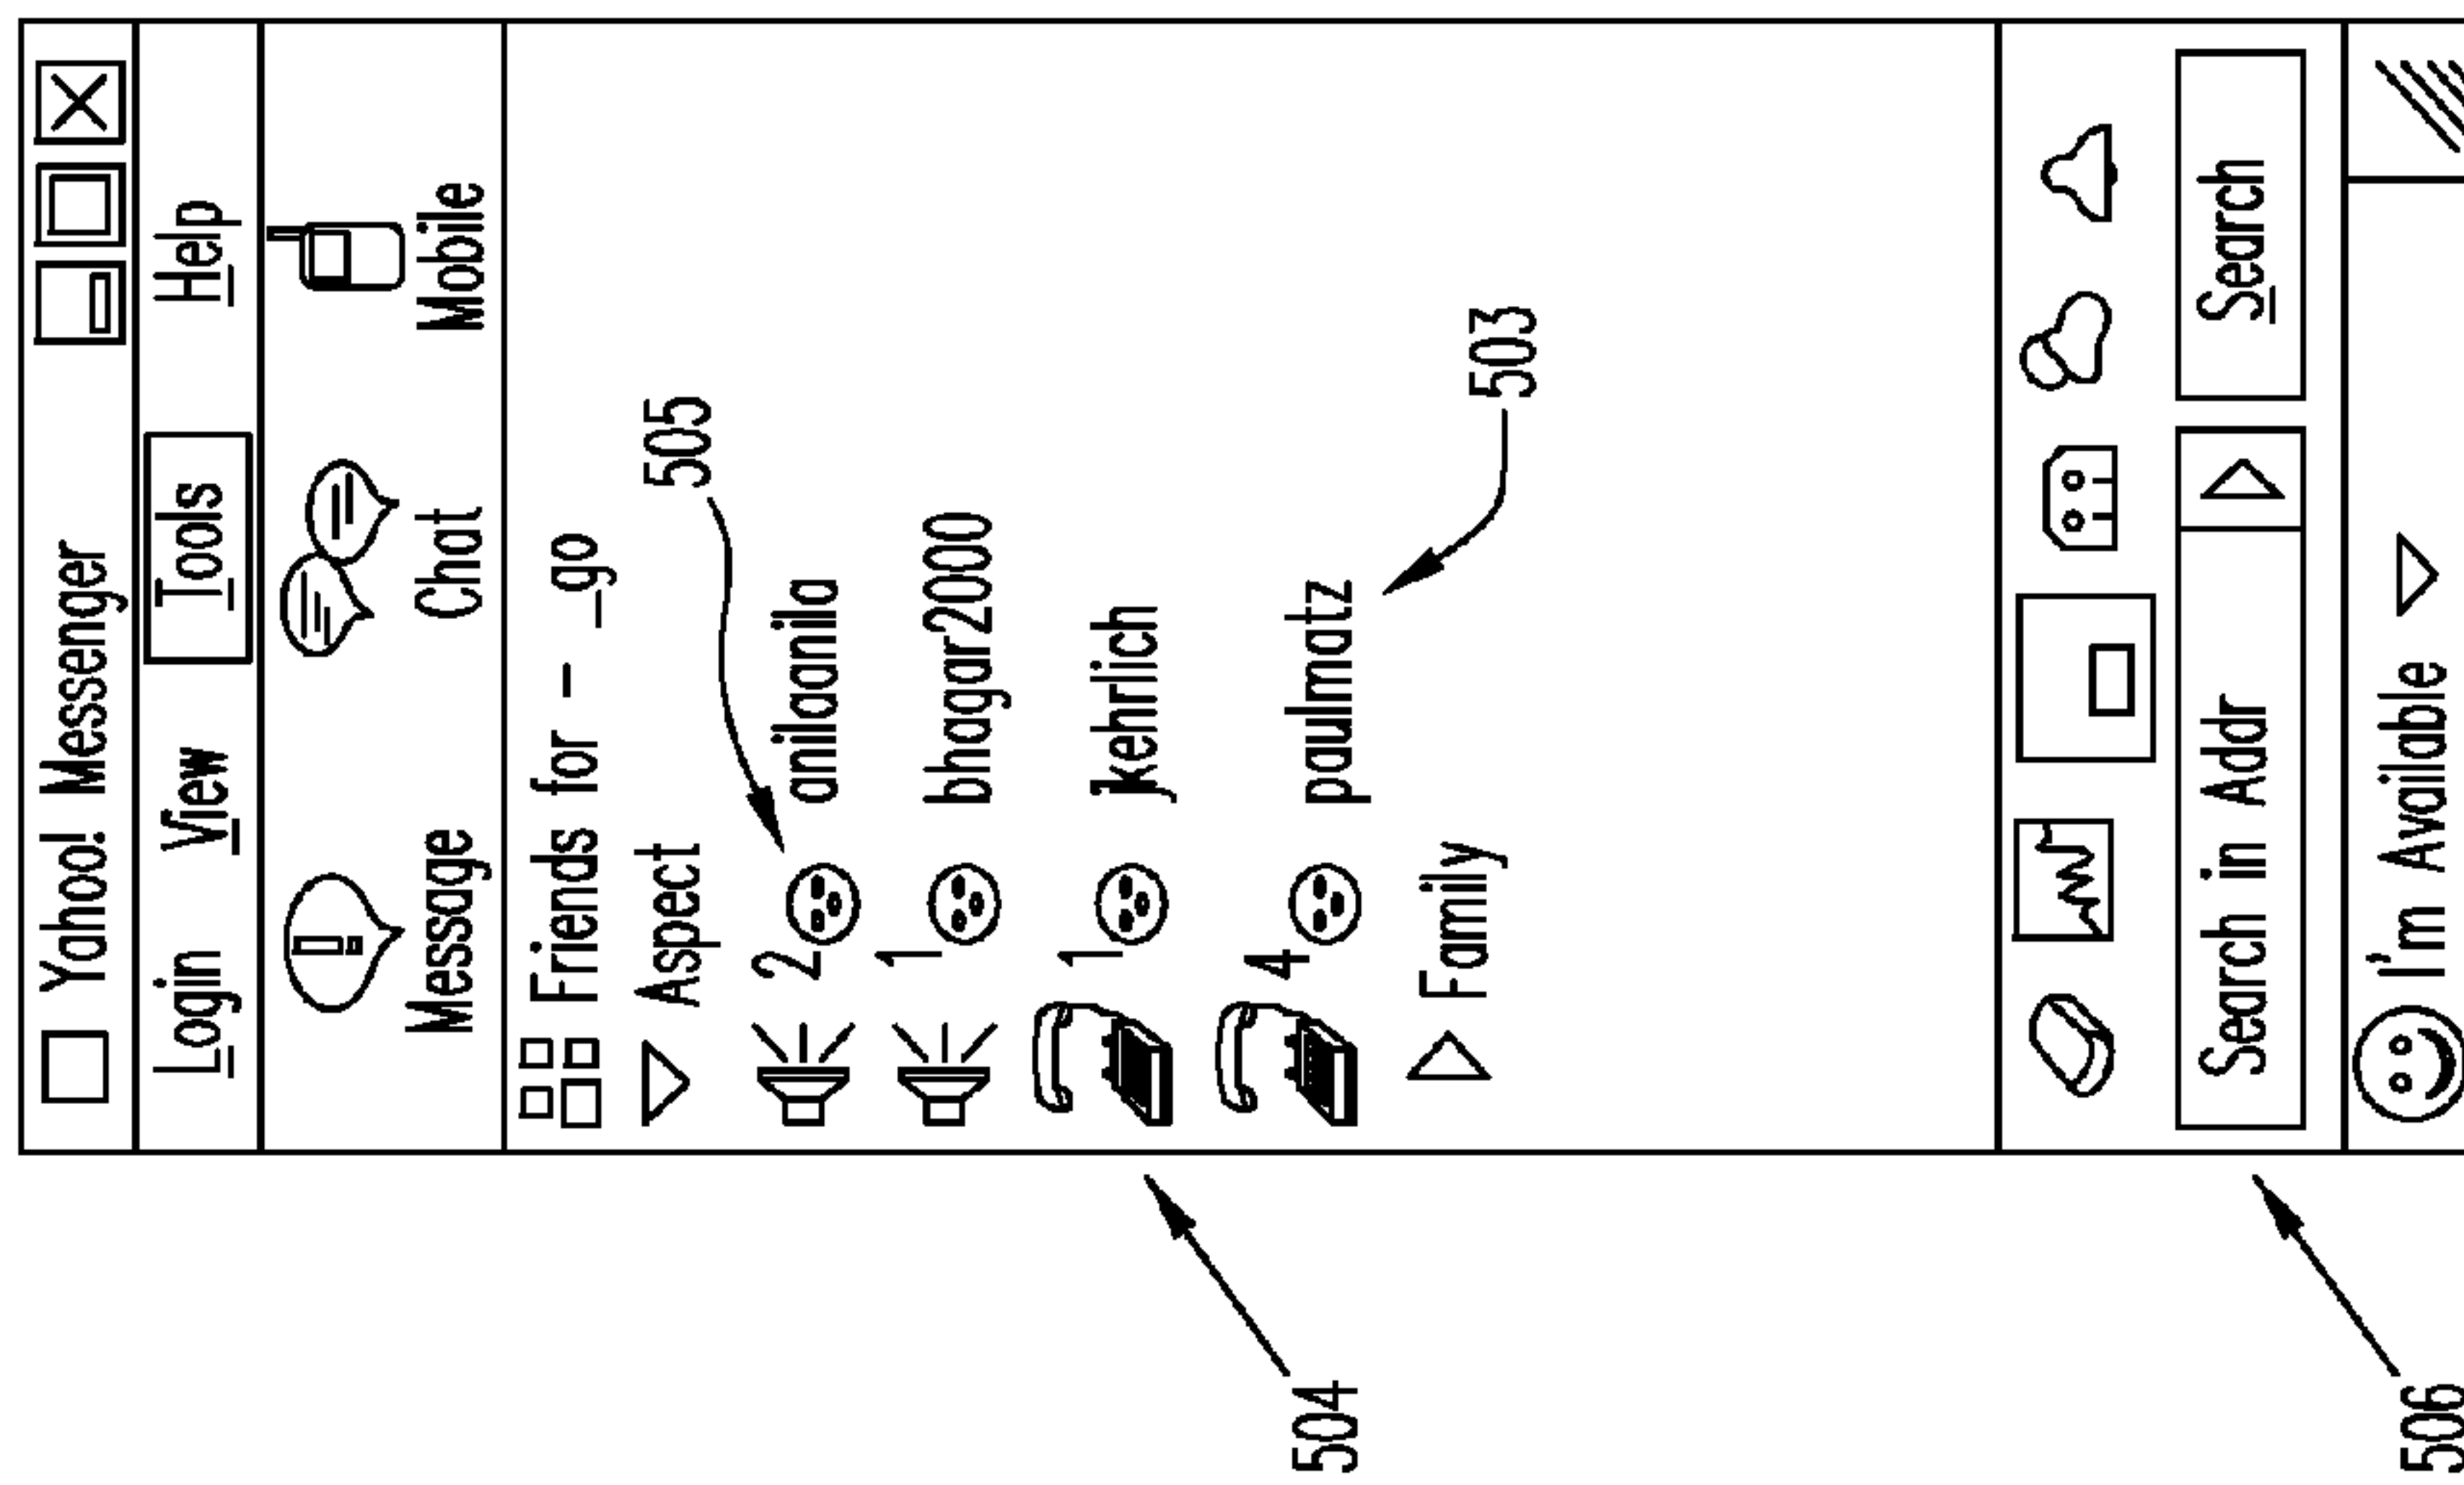 Yahoo! Messenger
Login View Tools Help
Message Chat Mobile
Friends for - _go
Aspect
505
2 anilaanila
1 bhagar2000
1 jkehrlich
4 paulmatz
503
Family
504
Search in Addr Search
506
I'm Available